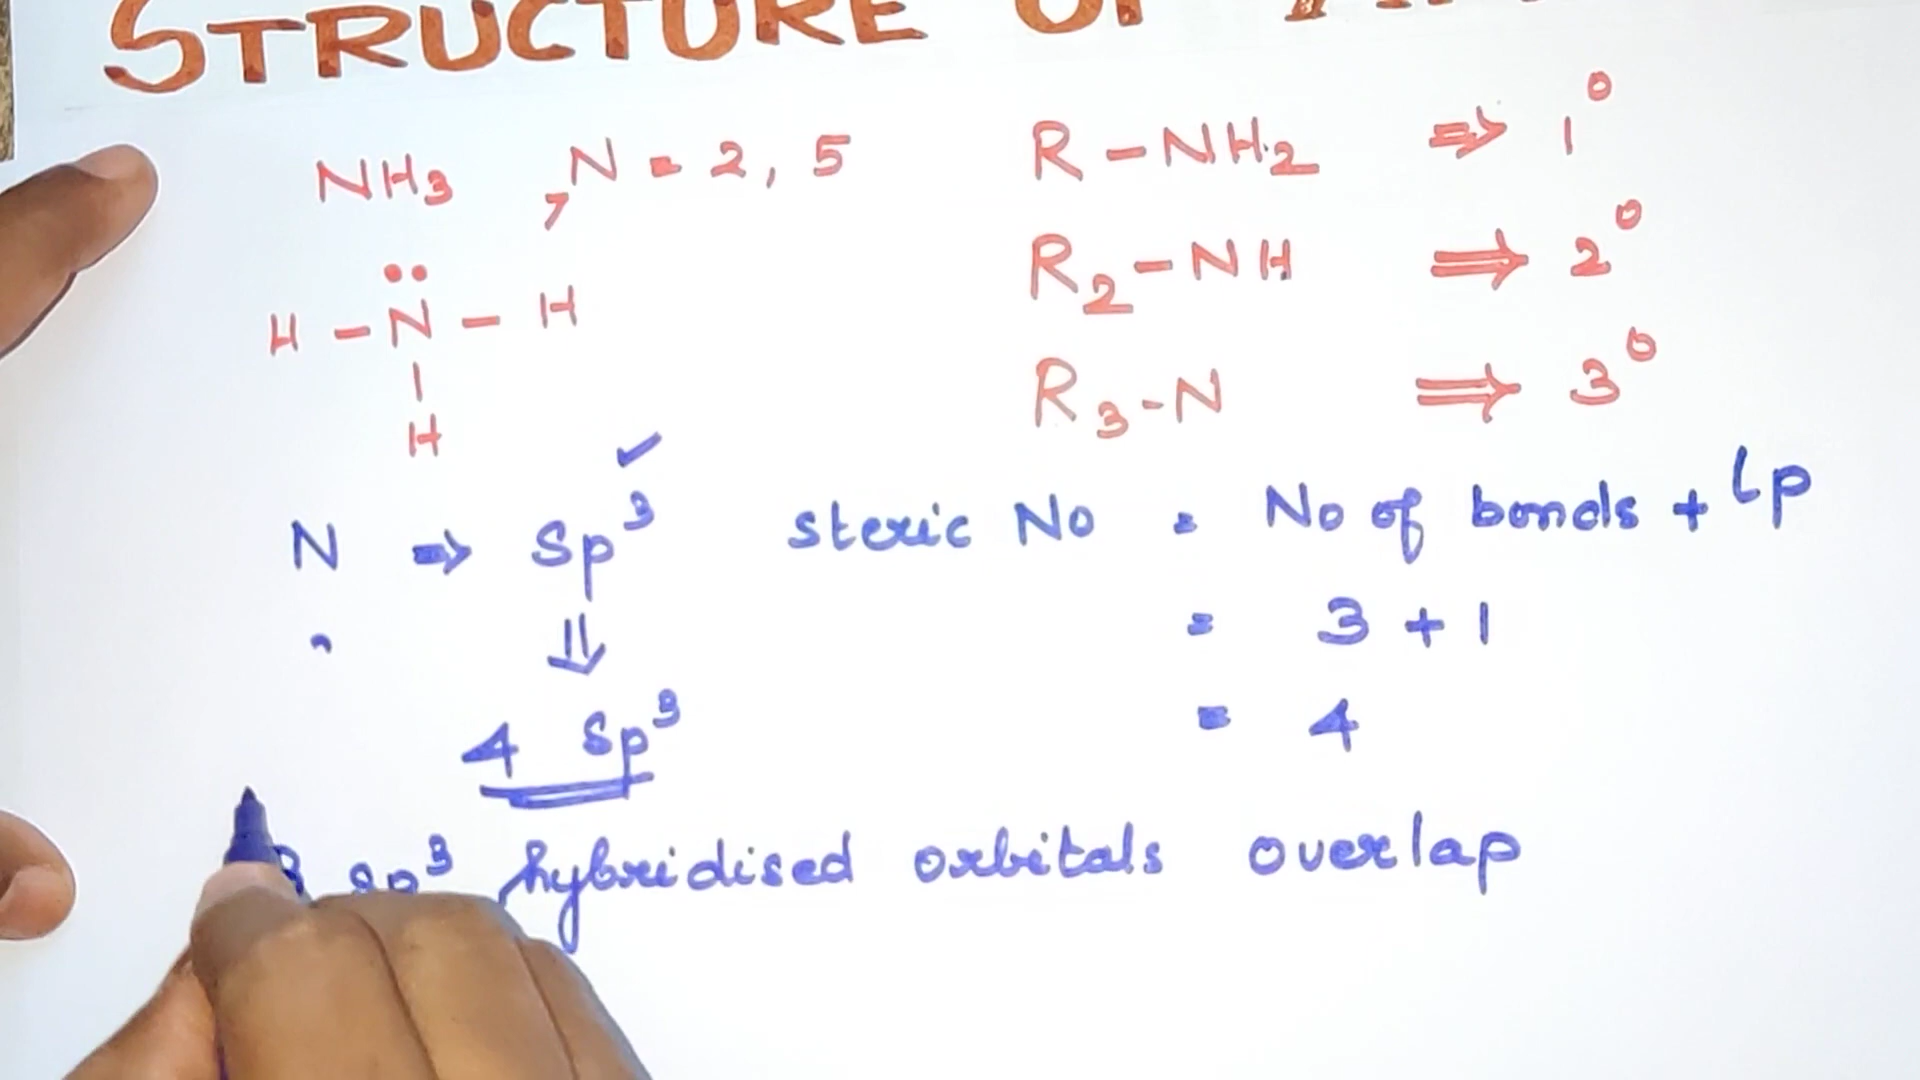 STRUCTURE OF
NH3 , N = 2, 5
H - N̈ - H
|
H
R - NH2 ⇒ 1°
R2 - NH ⇒ 2°
R3 - N ⇒ 3°
N ⇒ Sp³ ✓
⇓
4 Sp³
steric No = No of bonds + lp
= 3 + 1
= 4
3 sp³ hybridised orbitals overlap